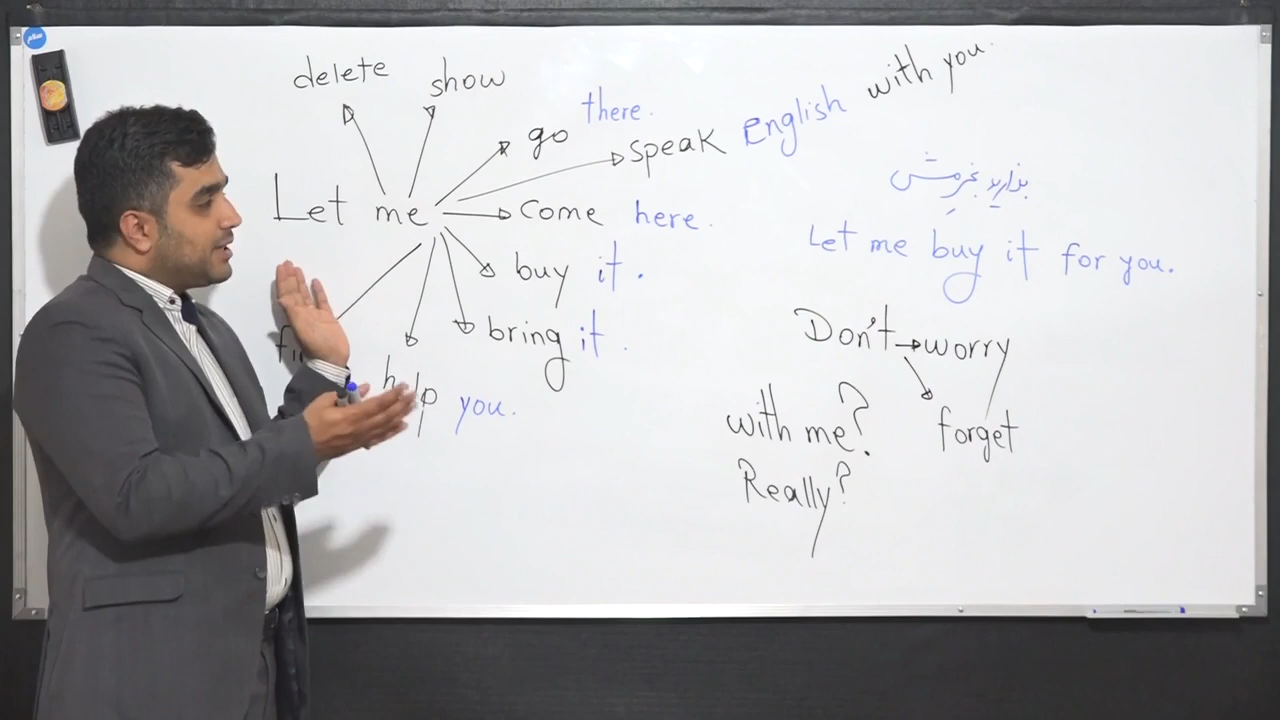 delete
show
go there.
speak English with you.
Let me
come here.
buy it.
bring it.
you.
بذارید بخرمش
Let me buy it for you.
Don't worry
forget
with me?
Really?
سلام